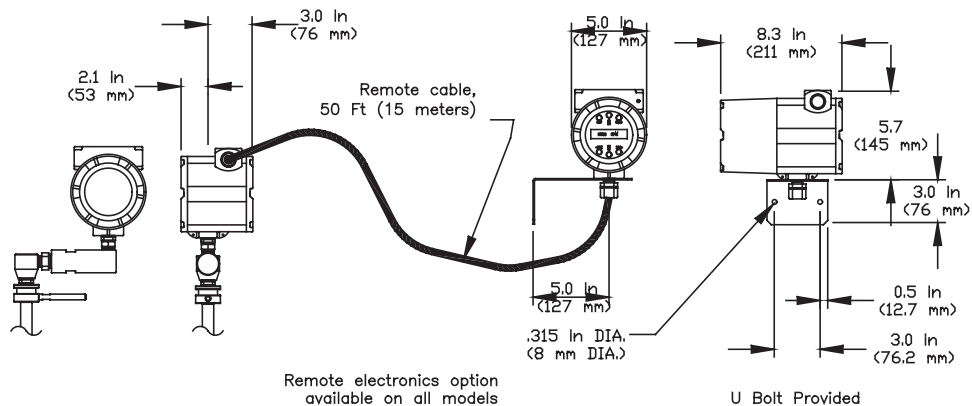 3.0 In
(76 mm)
2.1 In
(53 mm)
Remote cable,
50 Ft (15 meters)
5.0 In
(127 mm)
8.3 In
(211 mm)
5.7
(145 mm)
3.0 In
(76 mm)
5.0 In
(127 mm)
0.5 In
(12.7 mm)
.315 In DIA.
(8 mm DIA.)
3.0 In
(76.2 mm)
Remote electronics option
available on all models
U Bolt Provided